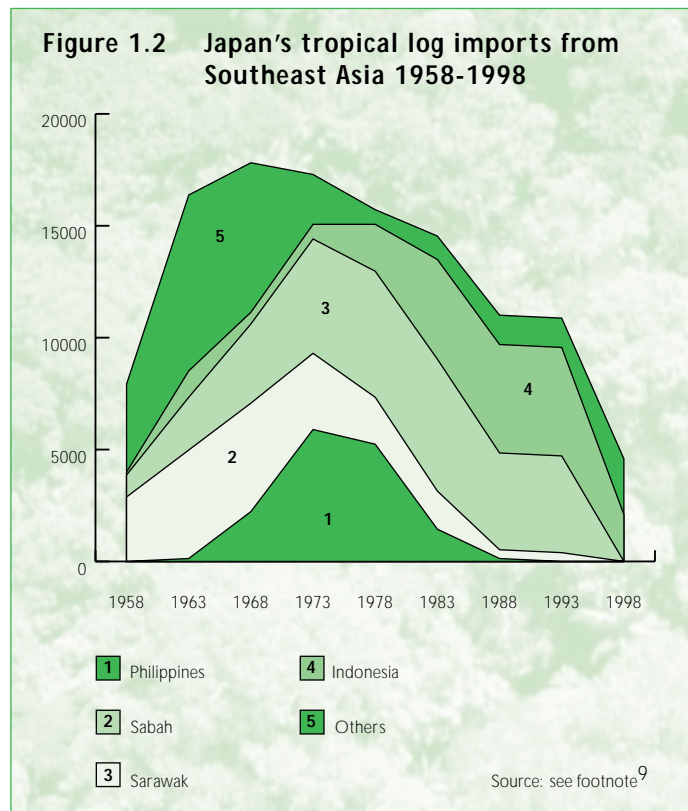 Figure 1.2 Japan's tropical log imports from
Southeast Asia 1958-1998
20000
15000
10000
5000
0
5
3
4
2
1
1958 1963 1968 1973 1978 1983 1988 1993 1998
1 Philippines
4 Indonesia
2 Sabah
5 Others
3 Sarawak
Source: see footnote9